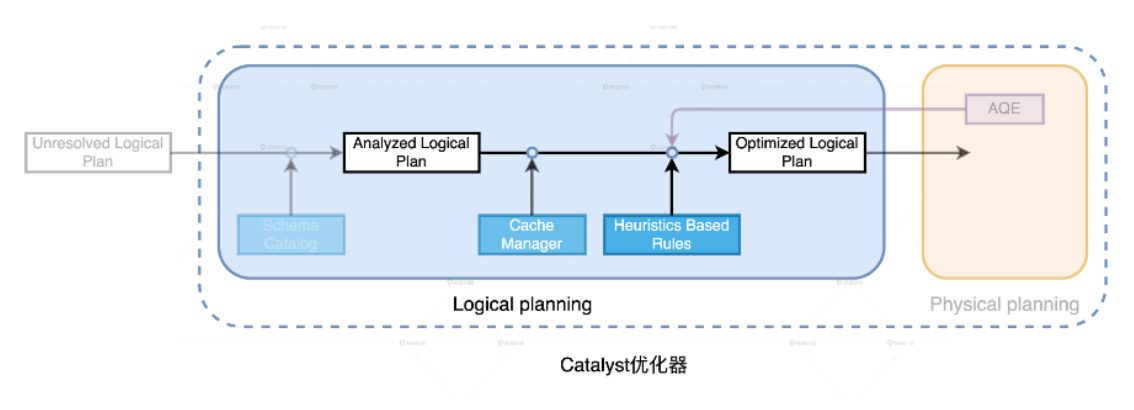 AQE
Unresolved Logical
Plan
Analyzed Logical
Plan
Optimized Logical
Plan
Schema
Catalog
Cache
Manager
Heuristics Based
Rules
Logical planning
Physical planning
Catalyst优化器